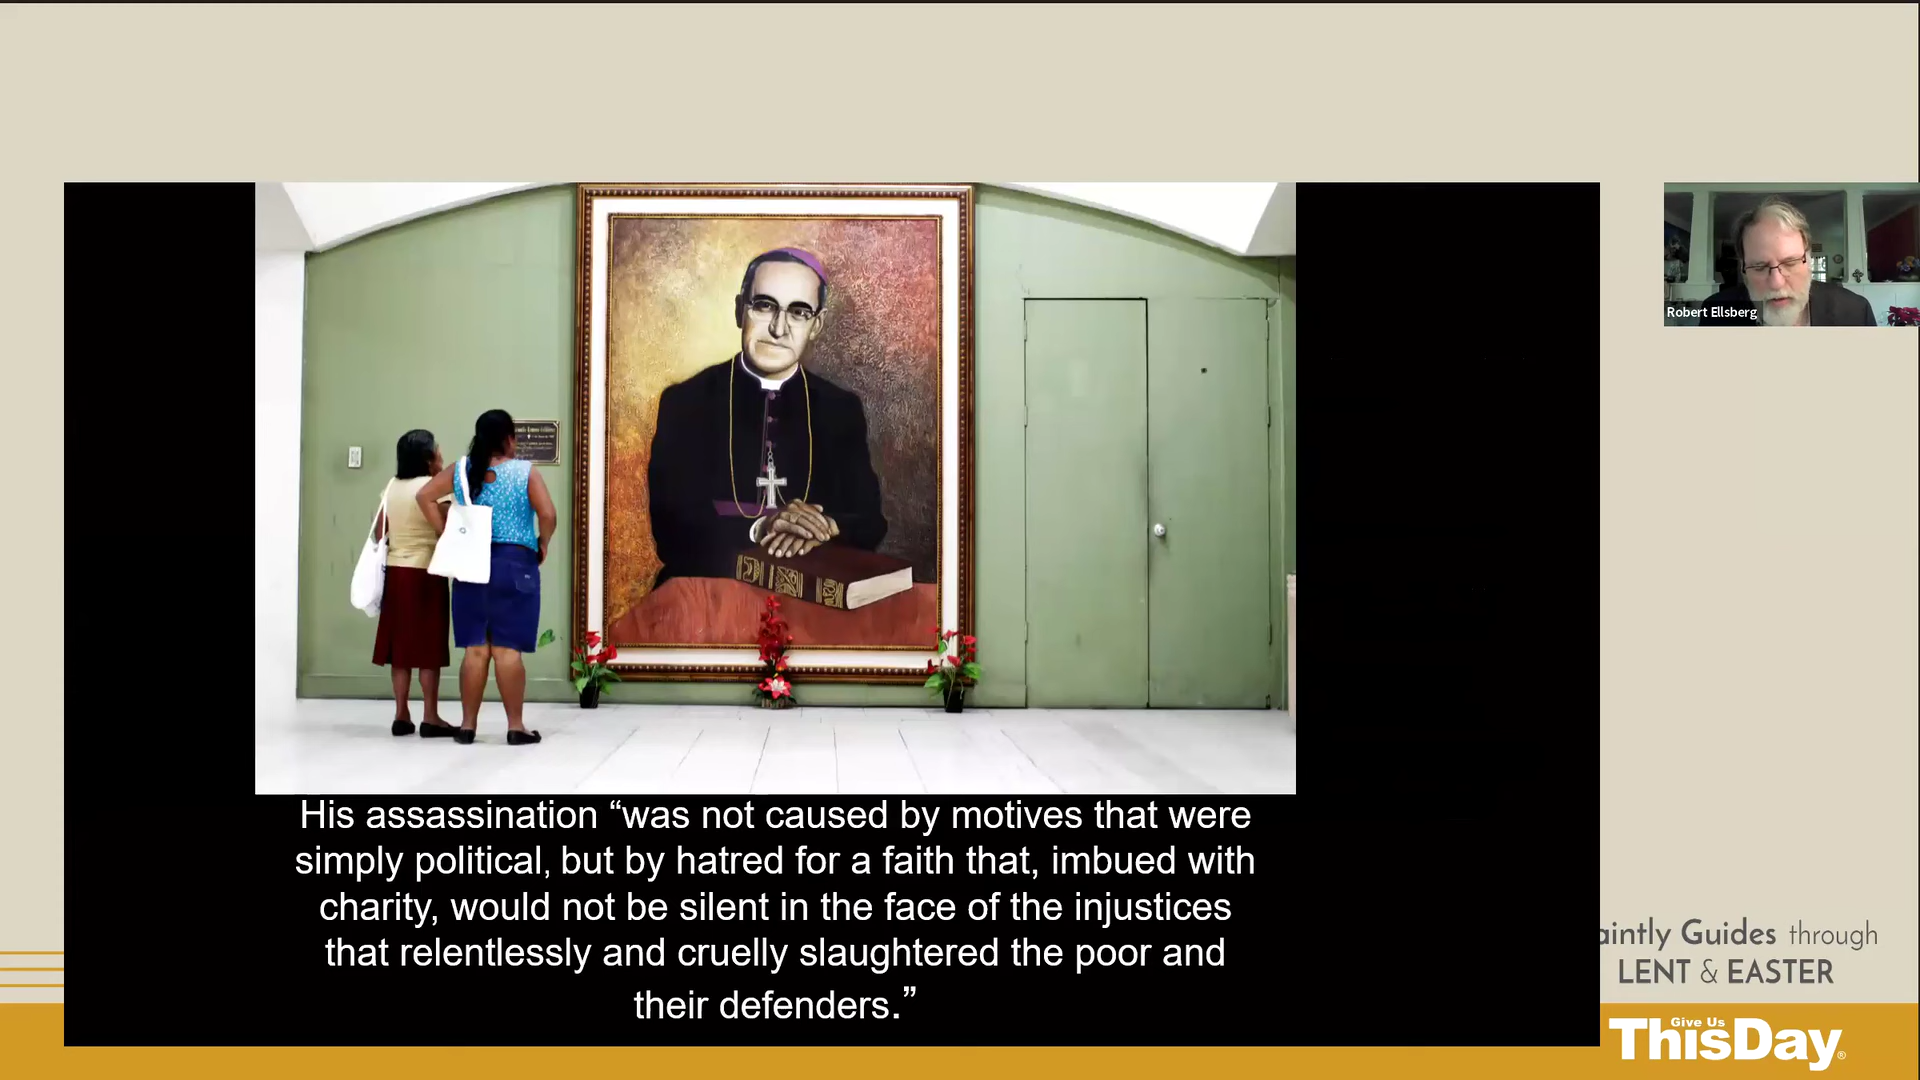 Robert Ellsberg
His assassination “was not caused by motives that were
simply political, but by hatred for a faith that, imbued with
charity, would not be silent in the face of the injustices
that relentlessly and cruelly slaughtered the poor and
their defenders.”
aintly Guides through
LENT & EASTER
Give Us
ThisDay®